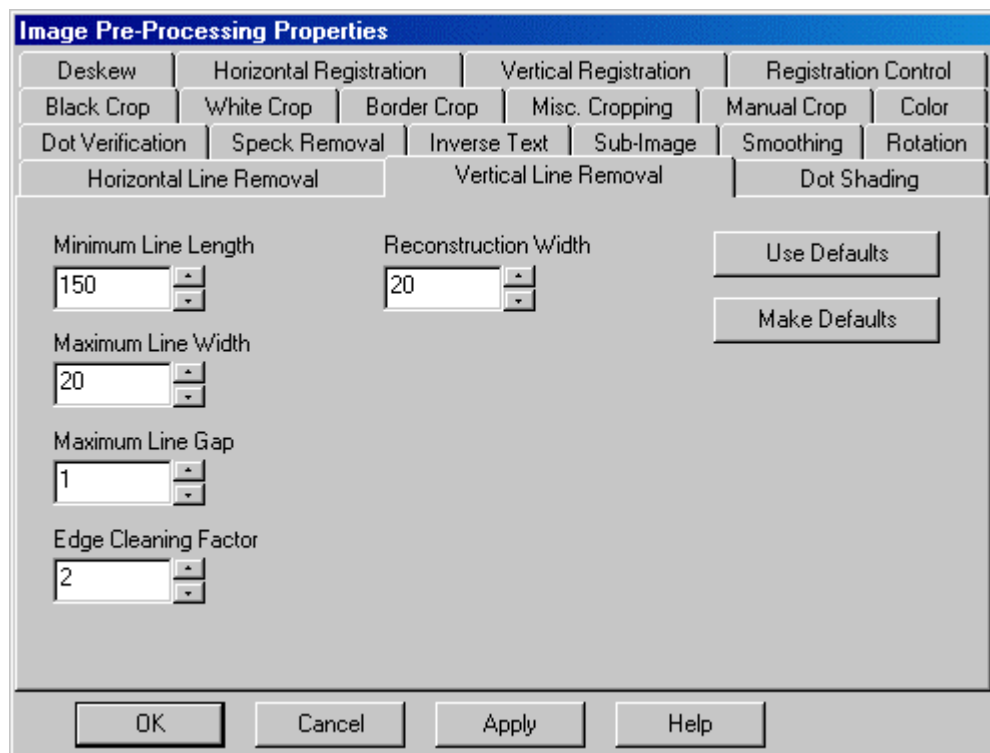 Image Pre-Processing Properties
Deskew Horizontal Registration Vertical Registration Registration Control
Black Crop White Crop Border Crop Misc. Cropping Manual Crop Color
Dot Verification Speck Removal Inverse Text Sub-Image Smoothing Rotation
Horizontal Line Removal Vertical Line Removal Dot Shading
Minimum Line Length Reconstruction Width Use Defaults
150 20
Make Defaults
Maximum Line Width
20
Maximum Line Gap
1
Edge Cleaning Factor
2
OK Cancel Apply Help